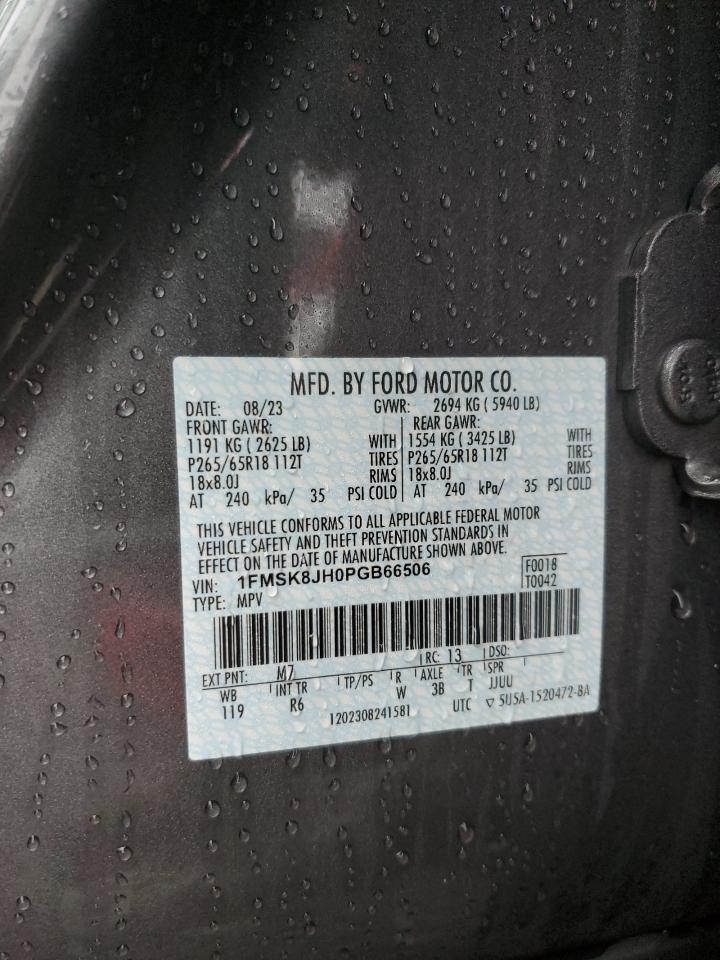 MFD. BY FORD MOTOR CO.
DATE: 08/23 GVWR: 2694 KG ( 5940 LB)
FRONT GAWR: REAR GAWR:
1191 KG ( 2625 LB) WITH 1554 KG ( 3425 LB) WITH
P265/65R18 112T TIRES P265/65R18 112T TIRES
18x8.0J RIMS 18x8.0J RIMS
AT 240 kPa/ 35 PSI COLD AT 240 kPa/ 35 PSI COLD
THIS VEHICLE CONFORMS TO ALL APPLICABLE FEDERAL MOTOR
VEHICLE SAFETY AND THEFT PREVENTION STANDARDS IN
EFFECT ON THE DATE OF MANUFACTURE SHOWN ABOVE.
VIN: 1FMSK8JH0PGB66506 F0018
TYPE: MPV T0042
EXT PNT: M7 RC: 13 DSO:
WB INT TR TP/PS R AXLE TR SPR
119 R6 W 3B T JJUU
1202308241581 UTC ▽ 5U5A-1520472-BA